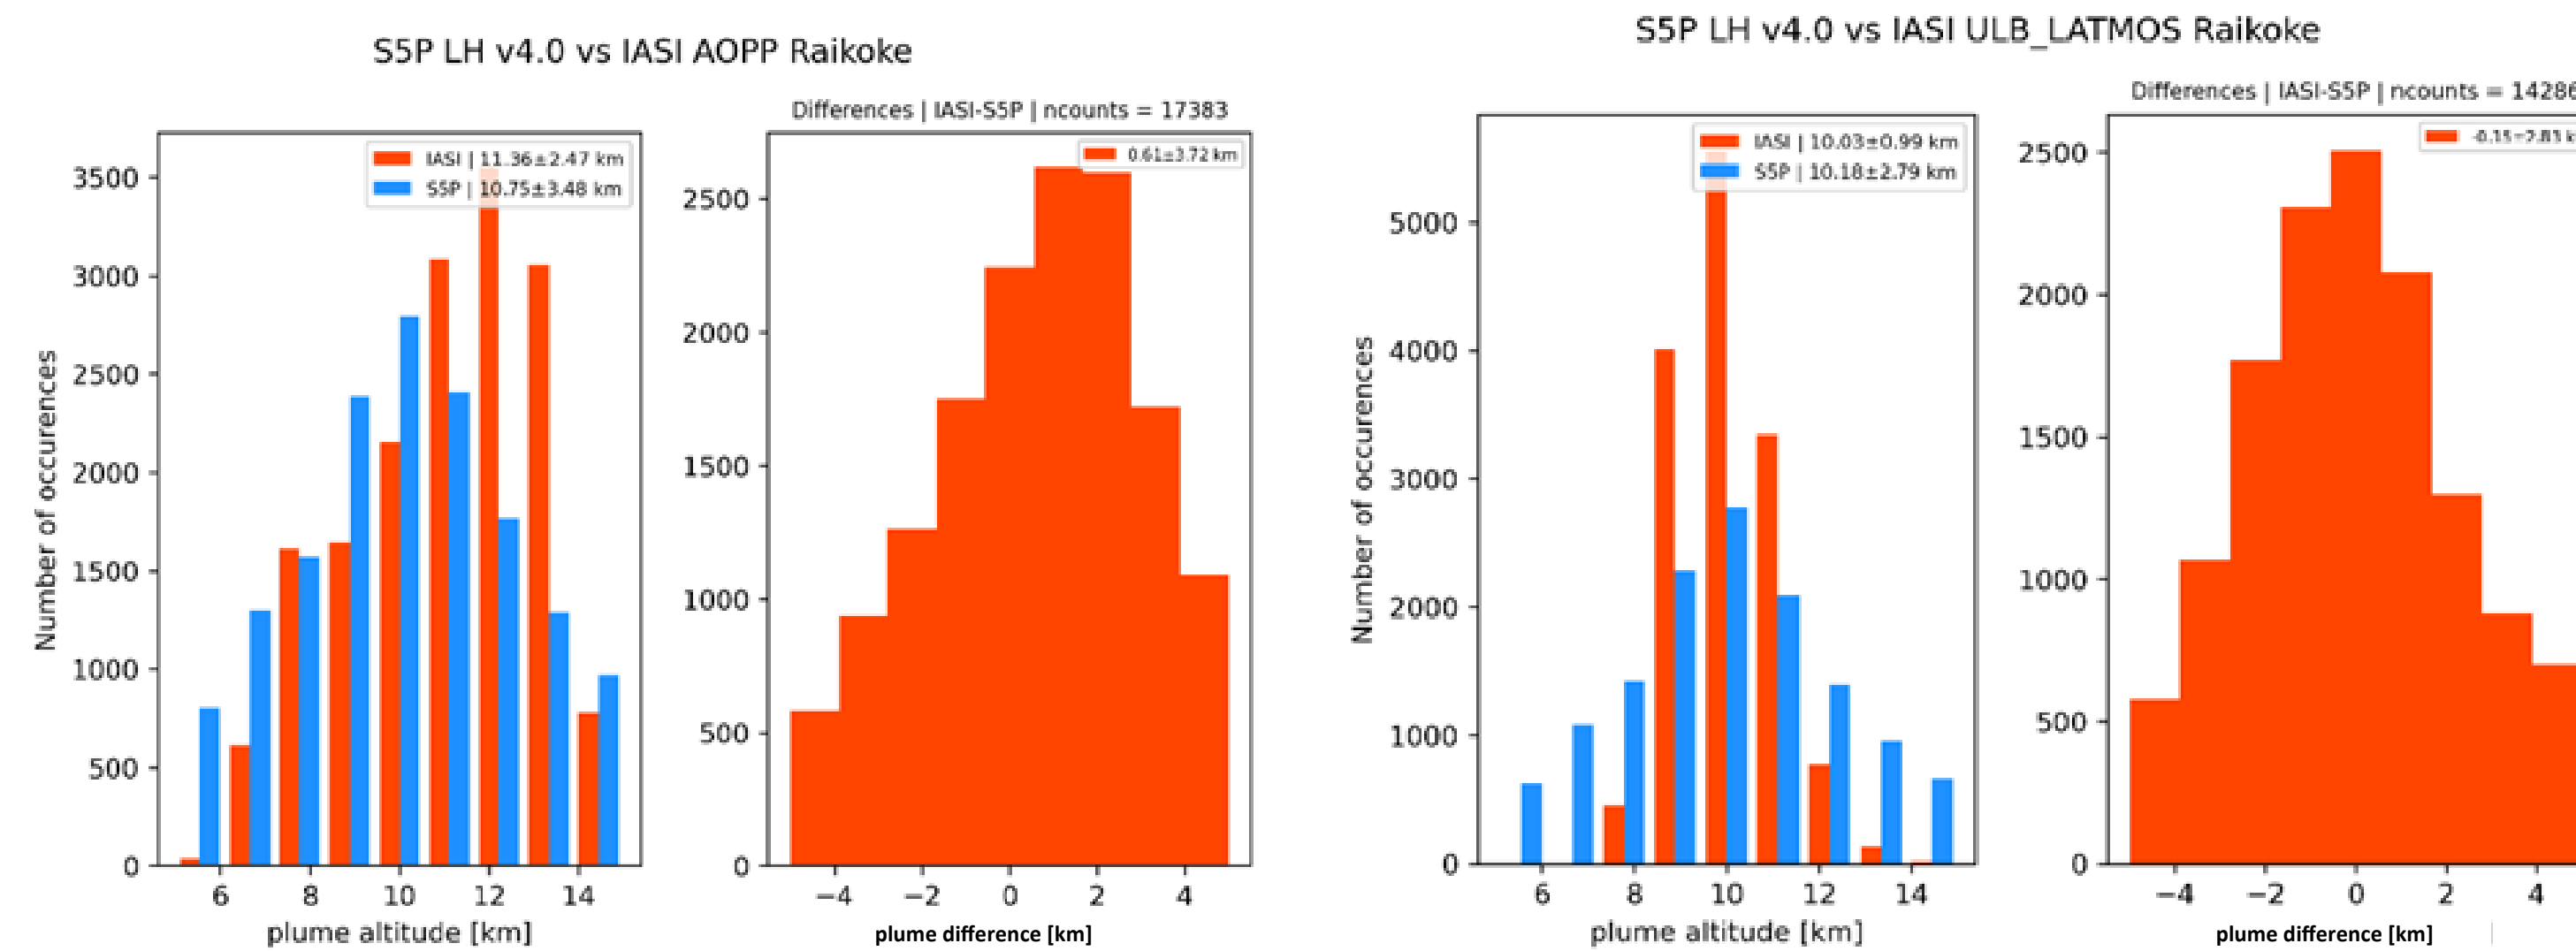 S5P LH v4.0 vs IASI AOPP Raikoke
Differences | IASI-S5P | ncounts = 17383
IASI | 11.36±2.47 km
S5P | 10.75±3.48 km
0.61±3.72 km
Number of occurences
3500
3000
2500
2000
1500
1000
500
0
6 8 10 12 14
plume altitude [km]
2500
2000
1500
1000
500
0
−4 −2 0 2 4
plume difference [km]
S5P LH v4.0 vs IASI ULB_LATMOS Raikoke
Differences | IASI-S5P | ncounts = 14286
IASI | 10.03±0.99 km
S5P | 10.18±2.79 km
-0.15±2.83 k
Number of occurences
5000
4000
3000
2000
1000
0
6 8 10 12 14
plume altitude [km]
2500
2000
1500
1000
500
0
−4 −2 0 2 4
plume difference [km]